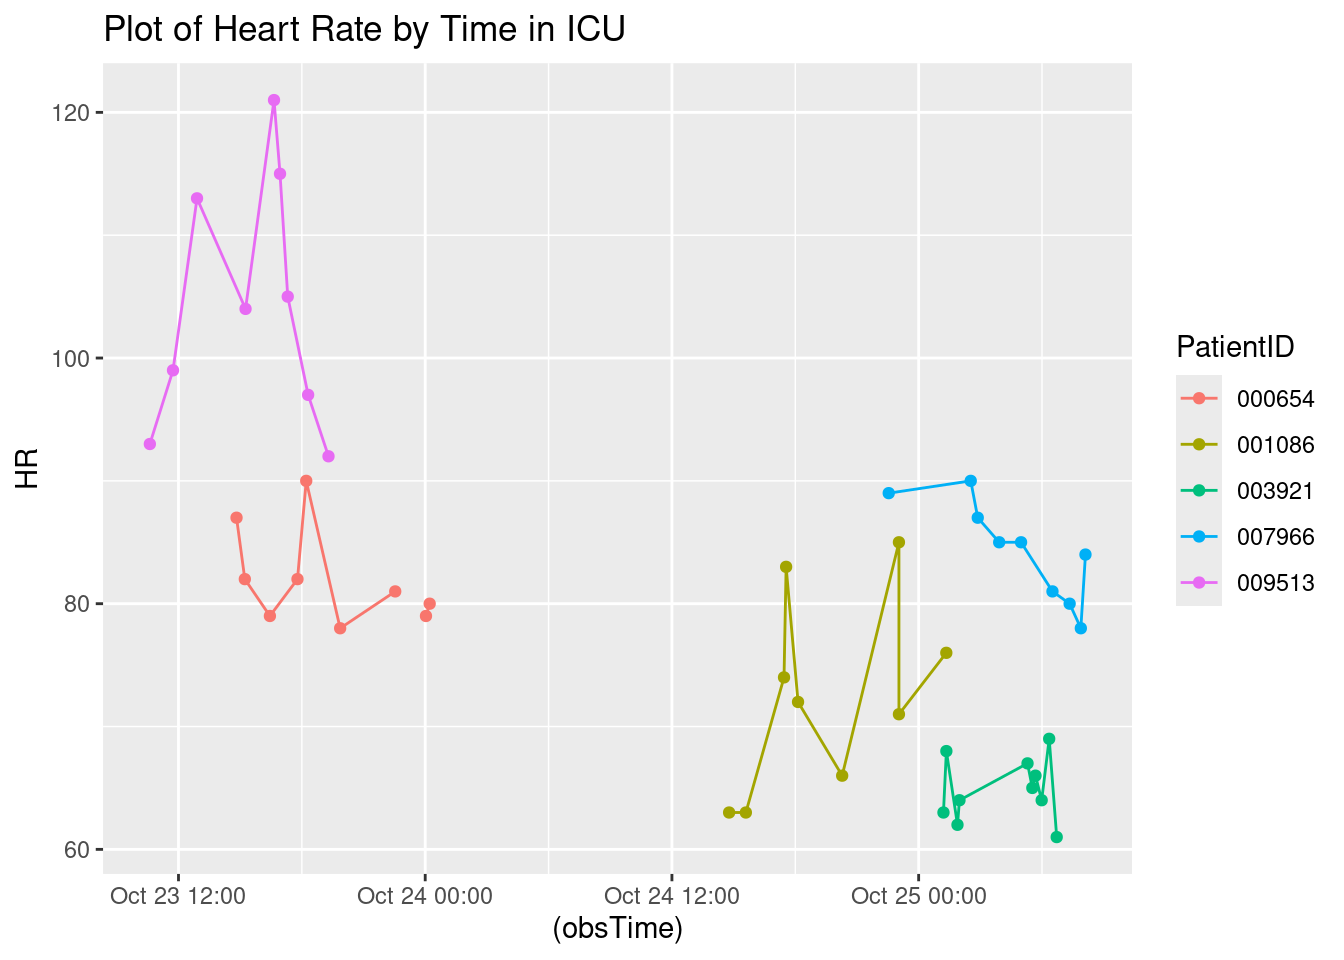 Plot of Heart Rate by Time in ICU
120
100
80
60
HR
Oct 23 12:00
Oct 24 00:00
Oct 24 12:00
Oct 25 00:00
(obsTime)
PatientID
000654
001086
003921
007966
009513